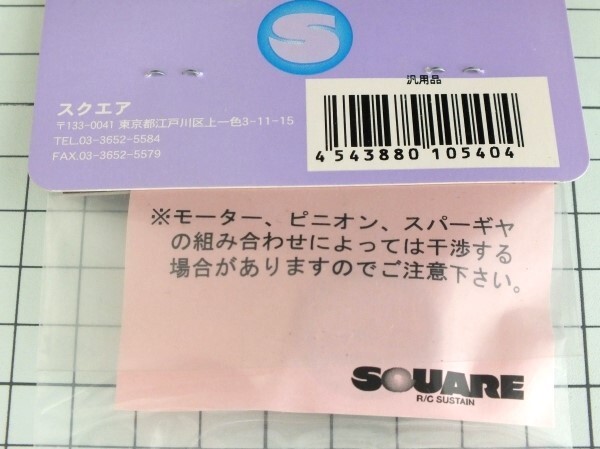 S
汎用品
スクエア
〒133-0041 東京都江戸川区上一色3-11-15
TEL.03-3652-5584
FAX.03-3652-5579
4 543880 105404
※モーター、ピニオン、スパーギヤ
の組み合わせによっては干渉する
場合がありますのでご注意下さい。
SQUARE
R/C SUSTAIN